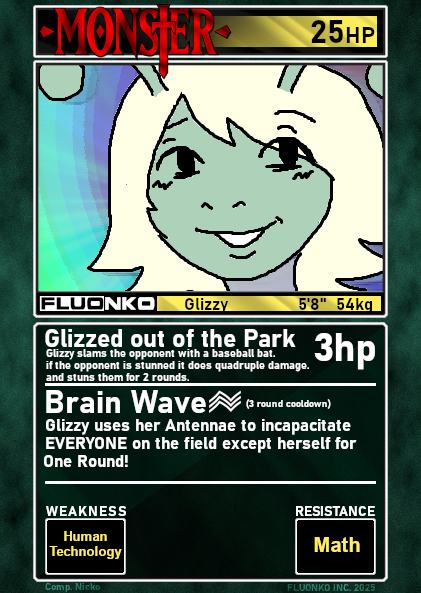 MONSTER
25HP
FLUONKO Glizzy 5'8" 54kg
Glizzed out of the Park 3hp
Glizzy slams the opponent with a baseball bat.
if the opponent is stunned it does quadruple damage.
and stuns them for 2 rounds.
Brain Wave (3 round cooldown)
Glizzy uses her Antennae to incapacitate
EVERYONE on the field except herself for
One Round!
WEAKNESS
Human
Technology
RESISTANCE
Math
Comp. Nicko
FLUONKO INC. 2025